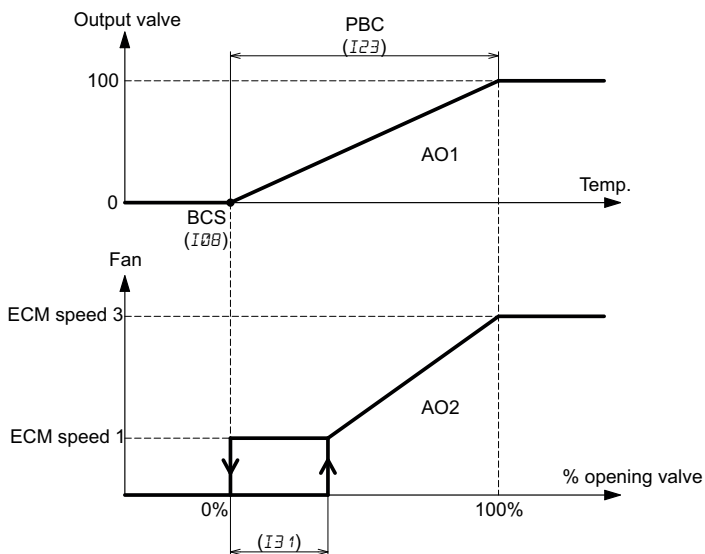 Output valve
PBC
(I23)
100
AO1
Temp.
0
BCS
(I08)
Fan
ECM speed 3
AO2
ECM speed 1
% opening valve
0%
100%
(I31)